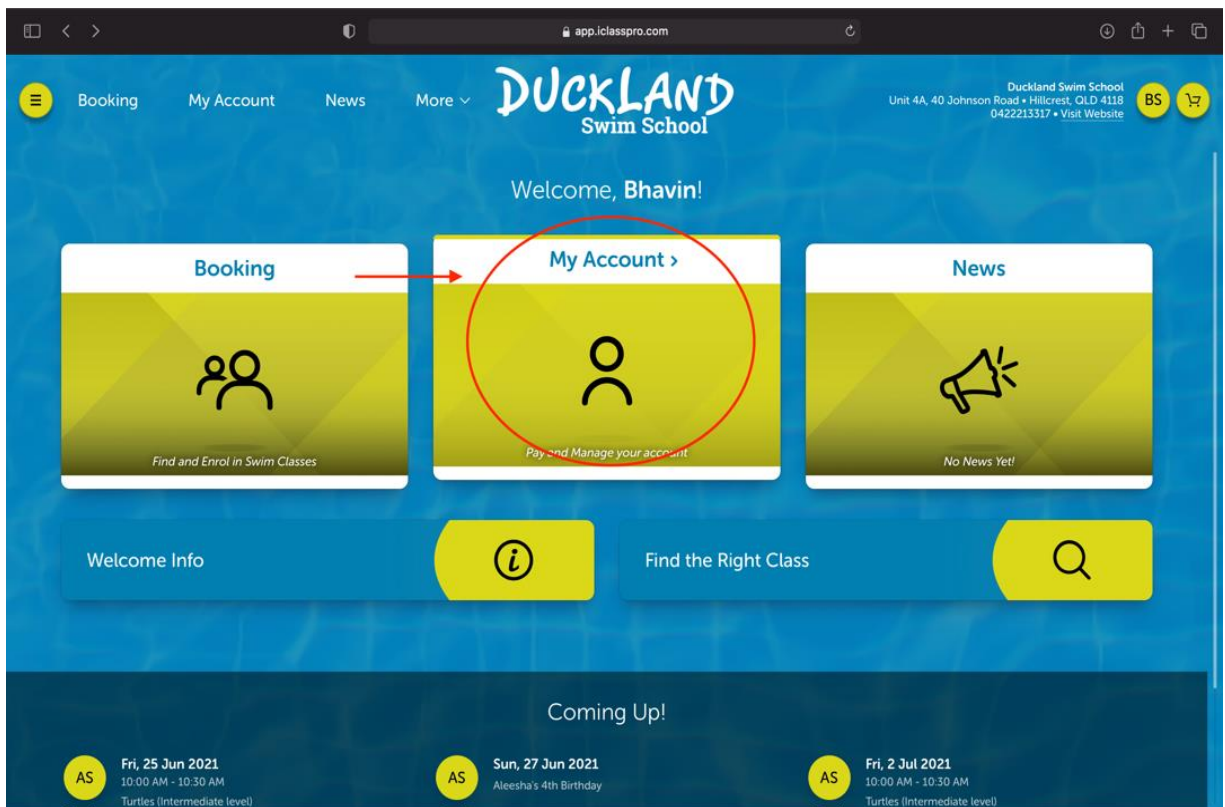 app.iclasspro.com
Booking
My Account
News
More
DUCKLAND
Swim School
Duckland Swim School
Unit 4A, 40 Johnson Road • Hillcrest, QLD 4118
0422213317 • Visit Website
BS
Welcome, Bhavin!
Booking
Find and Enrol in Swim Classes
My Account ›
Pay and Manage your account
News
No News Yet!
Welcome Info
i
Find the Right Class
Coming Up!
AS
Fri, 25 Jun 2021
10:00 AM - 10:30 AM
Turtles (Intermediate level)
AS
Sun, 27 Jun 2021
Aleesha's 4th Birthday
AS
Fri, 2 Jul 2021
10:00 AM - 10:30 AM
Turtles (Intermediate level)